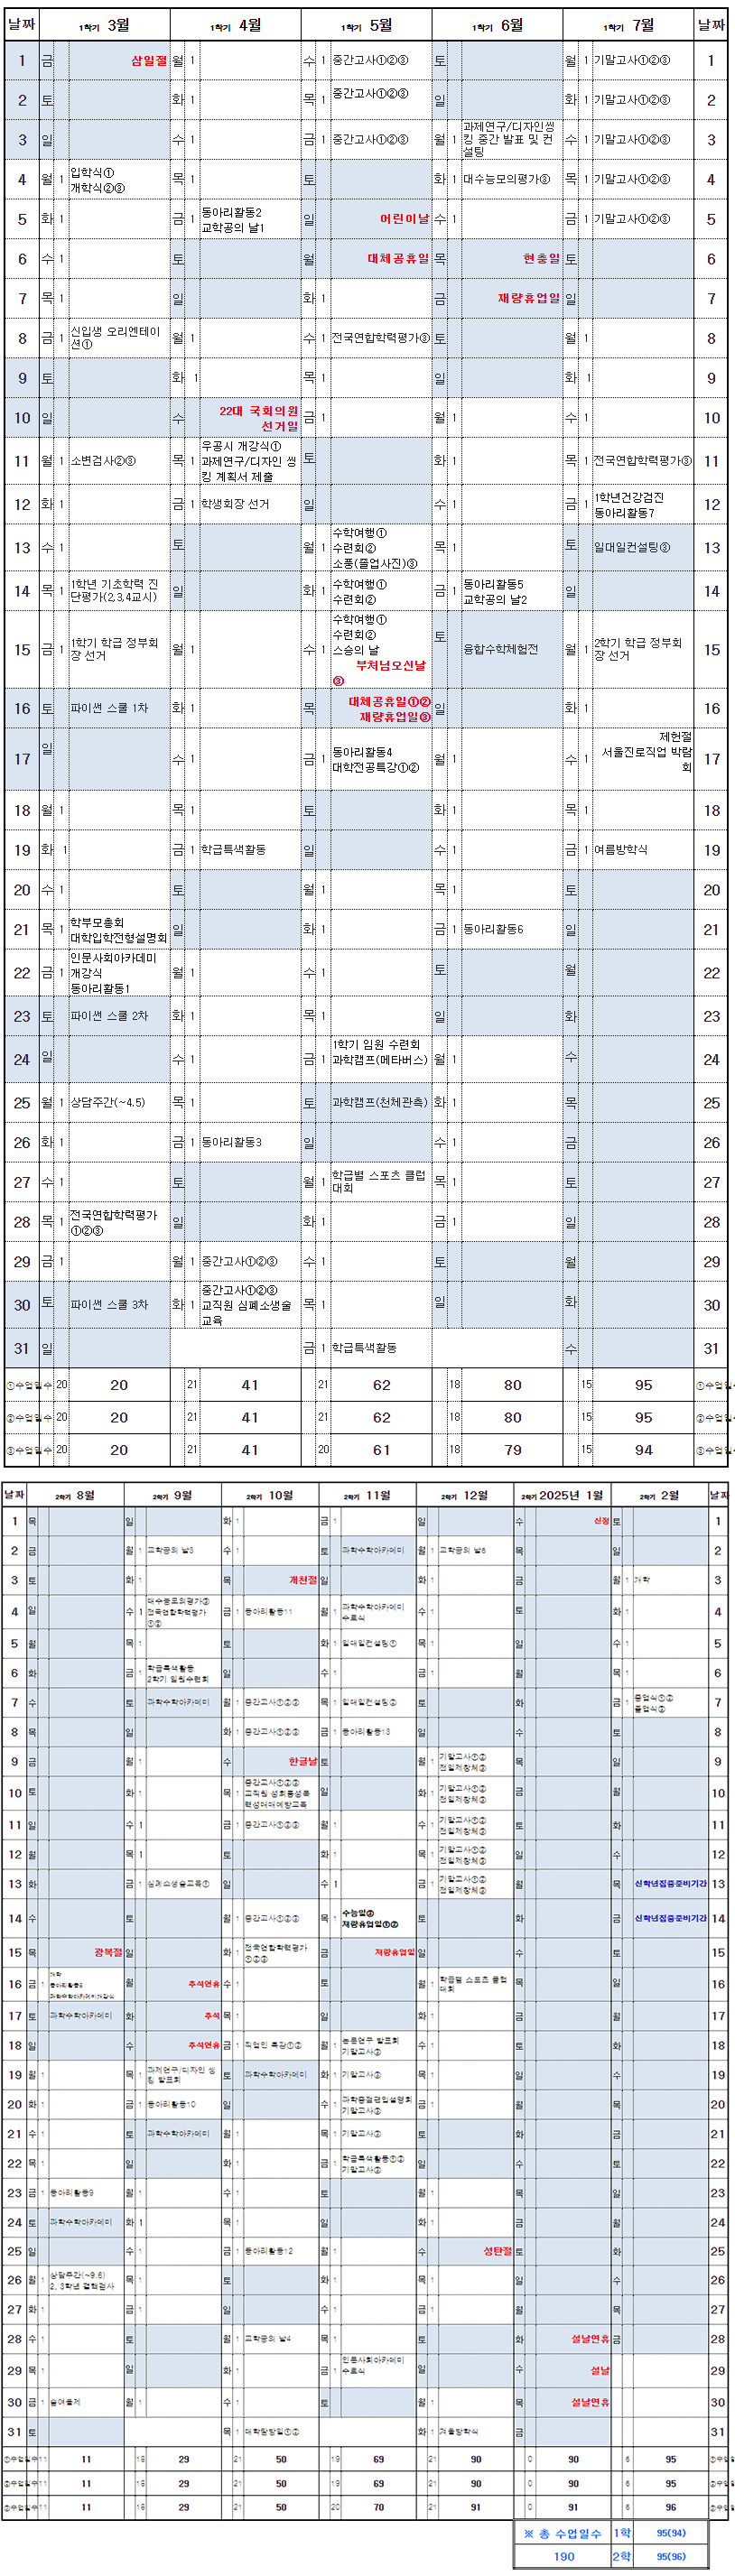 날짜 1학기 3월 1학기 4월 1학기 5월 1학기 6월 1학기 7월 날짜
1 금 삼일절 월 1 수 1 중간고사①②③ 토 월 1 기말고사①②③ 1
2 토 화 1 목 1 중간고사①②③ 일 화 1 기말고사①②③ 2
3 일 수 1 금 1 중간고사①②③ 월 1 과제연구/디자인씽
킹 중간 발표 및 컨
설팅 수 1 기말고사①②③ 3
4 월 1 입학식①
개학식②③ 목 1 토 화 1 대수능모의평가③ 목 1 기말고사①②③ 4
5 화 1 금 1 동아리활동2
교학공의 날1 일 어린이날 수 1 금 1 기말고사①②③ 5
6 수 1 토 월 대체공휴일 목 현충일 토 6
7 목 1 일 화 1 금 재량휴업일 일 7
8 금 1 신입생 오리엔테이
션① 월 1 수 1 전국연합학력평가③ 토 월 1 8
9 토 화 1 목 1 일 화 1 9
10 일 수 22대 국회의원
선거일 금 1 월 1 수 1 10
11 월 1 소변검사②③ 목 1 우공시 개강식①
과제연구/디자인 씽
킹 계획서 제출 토 화 1 목 1 전국연합학력평가③ 11
12 화 1 금 1 학생회장 선거 일 수 1 금 1 1학년건강검진
동아리활동7 12
13 수 1 토 월 1 수학여행①
수련회②
소풍(졸업사진)③ 목 1 토 일대일컨설팅③ 13
14 목 1 1학년 기초학력 진
단평가(2,3,4교시) 일 화 1 수학여행①
수련회② 금 1 동아리활동5
교학공의 날2 일 14
15 금 1 1학기 학급 정부회
장 선거 월 1 수 1 수학여행①
수련회②
스승의 날
부처님오신날
③ 토 융합수학체험전 월 1 2학기 학급 정부회
장 선거 15
16 토 파이썬 스쿨 1차 화 1 목 대체공휴일①②
재량휴업일③ 일 화 1 16
17 일 수 1 금 1 동아리활동4
대학전공특강①② 월 1 수 1 제헌절
서울진로직업 박람
회 17
18 월 1 목 1 토 화 1 목 1 18
19 화 1 금 1 학급특색활동 일 수 1 금 1 여름방학식 19
20 수 1 토 월 1 목 1 토 20
21 목 1 학부모총회
대학입학전형설명회 일 화 1 금 1 동아리활동6 일 21
22 금 1 인문사회아카데미
개강식
동아리활동1 월 1 수 1 토 월 22
23 토 파이썬 스쿨 2차 화 1 목 1 일 화 23
24 일 수 1 금 1 1학기 임원 수련회
과학캠프(메타버스) 월 1 수 24
25 월 1 상담주간(~4.5) 목 1 토 과학캠프(천체관측) 화 1 목 25
26 화 1 금 1 동아리활동3 일 수 1 금 26
27 수 1 토 월 1 학급별 스포츠 클럽
대회 목 1 토 27
28 목 1 전국연합학력평가
①②③ 일 화 1 금 1 일 28
29 금 1 월 1 중간고사①②③ 수 1 토 월 29
30 토 파이썬 스쿨 3차 화 1 중간고사①②③
교직원 심폐소생술
교육 목 1 일 화 30
31 일 금 1 학급특색활동 수 31
①수업일수 20 20 21 41 21 62 18 80 15 95 ①수업일수
②수업일수 20 20 21 41 21 62 18 80 15 95 ②수업일수
③수업일수 20 20 21 41 20 61 18 79 15 94 ③수업일수
날짜 2학기 8월 2학기 9월 2학기 10월 2학기 11월 2학기 12월 2학기 2025년 1월 2학기 2월 날짜
1 목 일 화 1 금 1 일 수 신정 토 1
2 금 월 1 교학공의 날3 수 1 토 과학수학아카데미 월 1 교학공의 날5 목 일 2
3 토 화 1 목 개천절 일 화 1 금 월 1 개학 3
4 일 수 1 대수능모의평가③
전국연합학력평가
①② 금 1 동아리활동11 월 1 과학수학아카데미
수료식 수 1 토 화 1 4
5 월 목 1 토 화 1 일대일컨설팅① 목 1 일 수 1 5
6 화 금 1 학급특색활동
2학기 임원수련회 일 수 1 금 1 월 목 1 6
7 수 토 과학수학아카데미 월 1 중간고사①②③ 목 1 일대일컨설팅② 토 화 금 1 종업식①②
졸업식③ 7
8 목 일 화 1 중간고사①②③ 금 1 동아리활동13 일 수 토 8
9 금 월 1 수 한글날 토 월 1 기말고사①②
전일제창체③ 목 일 9
10 토 화 1 목 1 중간고사①②③
교직원 성희롱성폭
력성매매예방교육 일 화 1 기말고사①②
전일제창체③ 금 월 10
11 일 수 1 금 1 중간고사①②③ 월 1 수 1 기말고사①②
전일제창체③ 토 화 11
12 월 목 1 토 화 1 목 1 기말고사①②
전일제창체③ 일 수 12
13 화 금 1 심폐소생술교육① 일 수 1 금 1 기말고사①②
전일제창체③ 월 목 신학년집중준비기간 13
14 수 토 월 1 중간고사①②③ 목 1 수능일③
재량휴업일①② 토 화 금 신학년집중준비기간 14
15 목 광복절 일 화 1 전국연합학력평가
①②③ 금 재량휴업일 일 수 토 15
16 금 1 개학
동아리활동8
과학수학아카데미개강식 월 추석연휴 수 1 토 월 1 학급별 스포츠 클럽
대회 목 일 16
17 토 과학수학아카데미 화 추석 목 1 일 화 1 금 월 17
18 일 수 추석연휴 금 1 직업인 특강①② 월 1 논문연구 발표회
기말고사③ 수 1 토 화 18
19 월 1 목 1 과제연구/디자인 씽
킹 발표회 토 과학수학아카데미 화 1 기말고사③ 목 1 일 수 19
20 화 1 금 1 동아리활동10 일 수 1 과학중점편입설명회
기말고사③ 금 1 월 목 20
21 수 1 토 과학수학아카데미 월 1 목 1 기말고사③ 토 화 금 21
22 목 1 일 화 1 금 1 학급특색활동①②
기말고사③ 일 수 토 22
23 금 1 동아리활동9 월 1 수 1 토 월 1 목 일 23
24 토 과학수학아카데미 화 1 목 1 일 화 1 금 월 24
25 일 수 1 금 1 동아리활동12 월 1 수 성탄절 토 화 25
26 월 1 상담주간(~9.6)
2, 3학년 결핵검사 목 1 토 화 1 목 1 일 수 26
27 화 1 금 1 일 수 1 금 1 월 목 27
28 수 1 토 월 1 교학공의 날4 목 1 토 화 설날연휴 금 28
29 목 1 일 화 1 금 1 인문사회아카데미
수료식 일 수 설날 29
30 금 1 솔여울제 월 1 수 1 토 월 1 목 설날연휴 30
31 토 목 1 대학탐방일①② 화 1 겨울방학식 금 31
①수업일수 11 11 18 29 21 50 19 69 21 90 0 90 5 95 ①수업일수
②수업일수 11 11 18 29 21 50 19 69 21 90 0 90 5 95 ②수업일수
③수업일수 11 11 18 29 21 50 20 70 21 91 0 91 5 96 ③수업일수
※ 총 수업일수 1학 95(94)
190 2학 95(96)